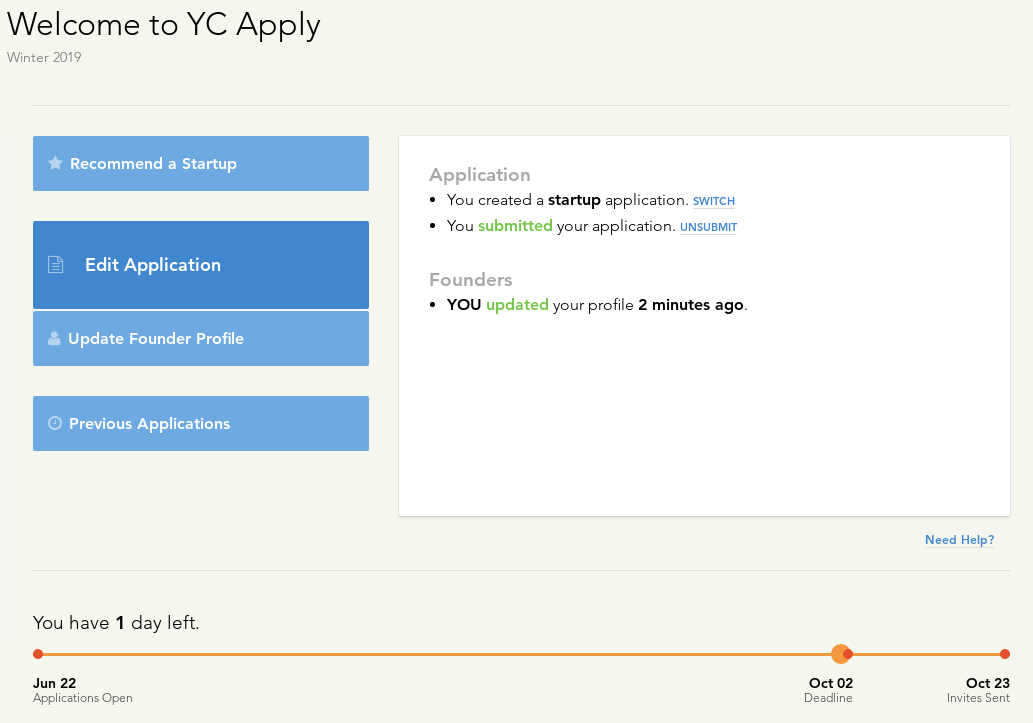 Welcome to YC Apply
Winter 2019
Recommend a Startup
Edit Application
Update Founder Profile
Previous Applications
Application
You created a startup application. SWITCH
You submitted your application. UNSUBMIT
Founders
YOU updated your profile 2 minutes ago.
Need Help?
You have 1 day left.
Jun 22
Applications Open
Oct 02
Deadline
Oct 23
Invites Sent